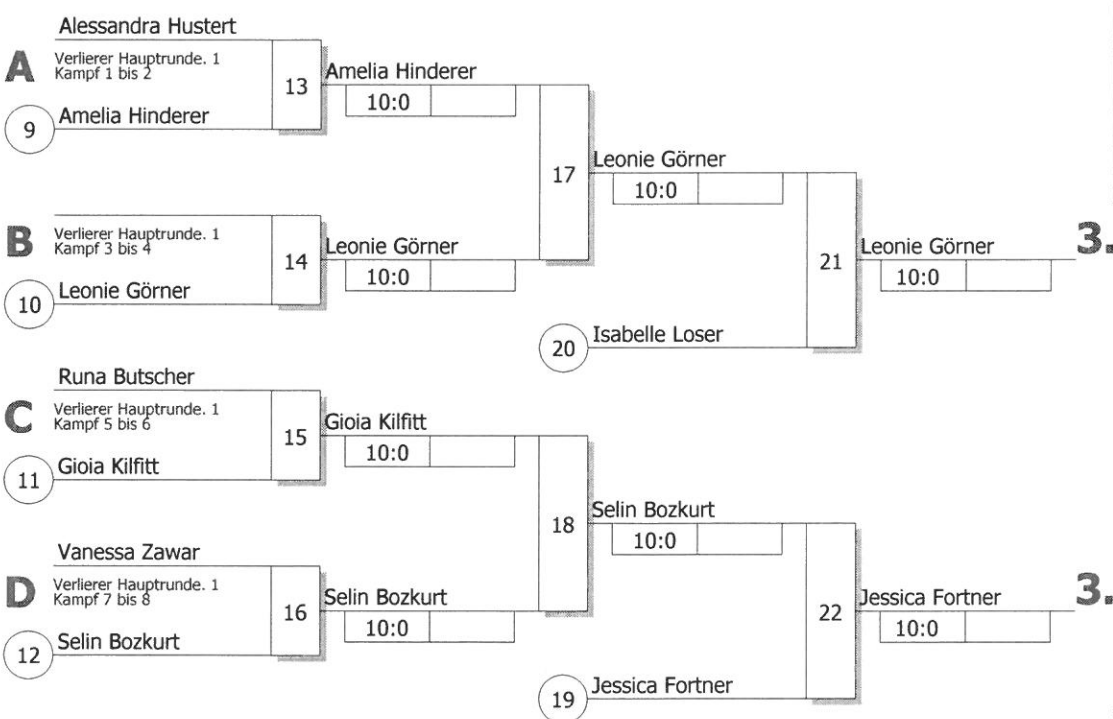 Alessandra Hustert
A
Verlierer Hauptrunde. 1
Kampf 1 bis 2
13
Amelia Hinderer
10:0
9
Amelia Hinderer
17
Leonie Görner
10:0
B
Verlierer Hauptrunde. 1
Kampf 3 bis 4
14
Leonie Görner
10:0
10
Leonie Görner
21
Leonie Görner
10:0
3.
20
Isabelle Loser
Runa Butscher
C
Verlierer Hauptrunde. 1
Kampf 5 bis 6
15
Gioia Kilfitt
10:0
11
Gioia Kilfitt
18
Selin Bozkurt
10:0
Vanessa Zawar
D
Verlierer Hauptrunde. 1
Kampf 7 bis 8
16
Selin Bozkurt
10:0
12
Selin Bozkurt
22
Jessica Fortner
10:0
3.
19
Jessica Fortner